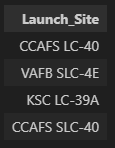 Launch_Site
CCAFS LC-40
VAFB SLC-4E
KSC LC-39A
CCAFS SLC-40